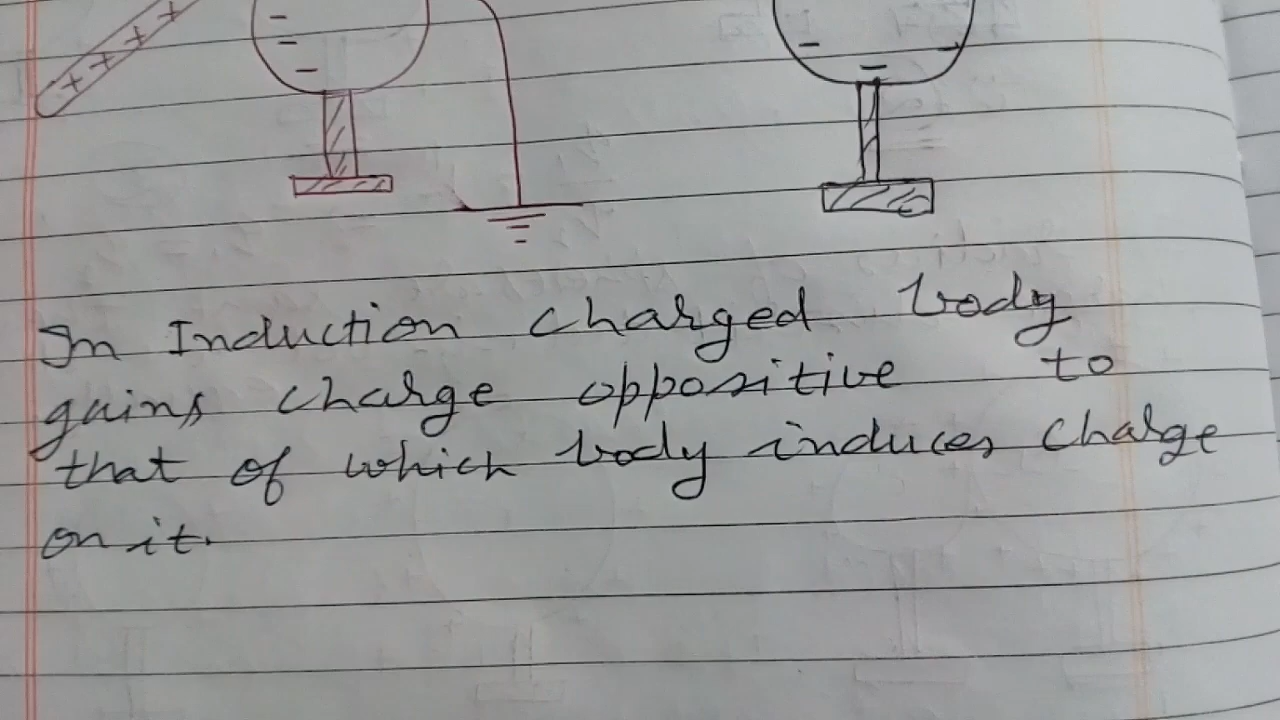 In Induction charged body
gains charge oppositive to
that of which body induces charge
on it.